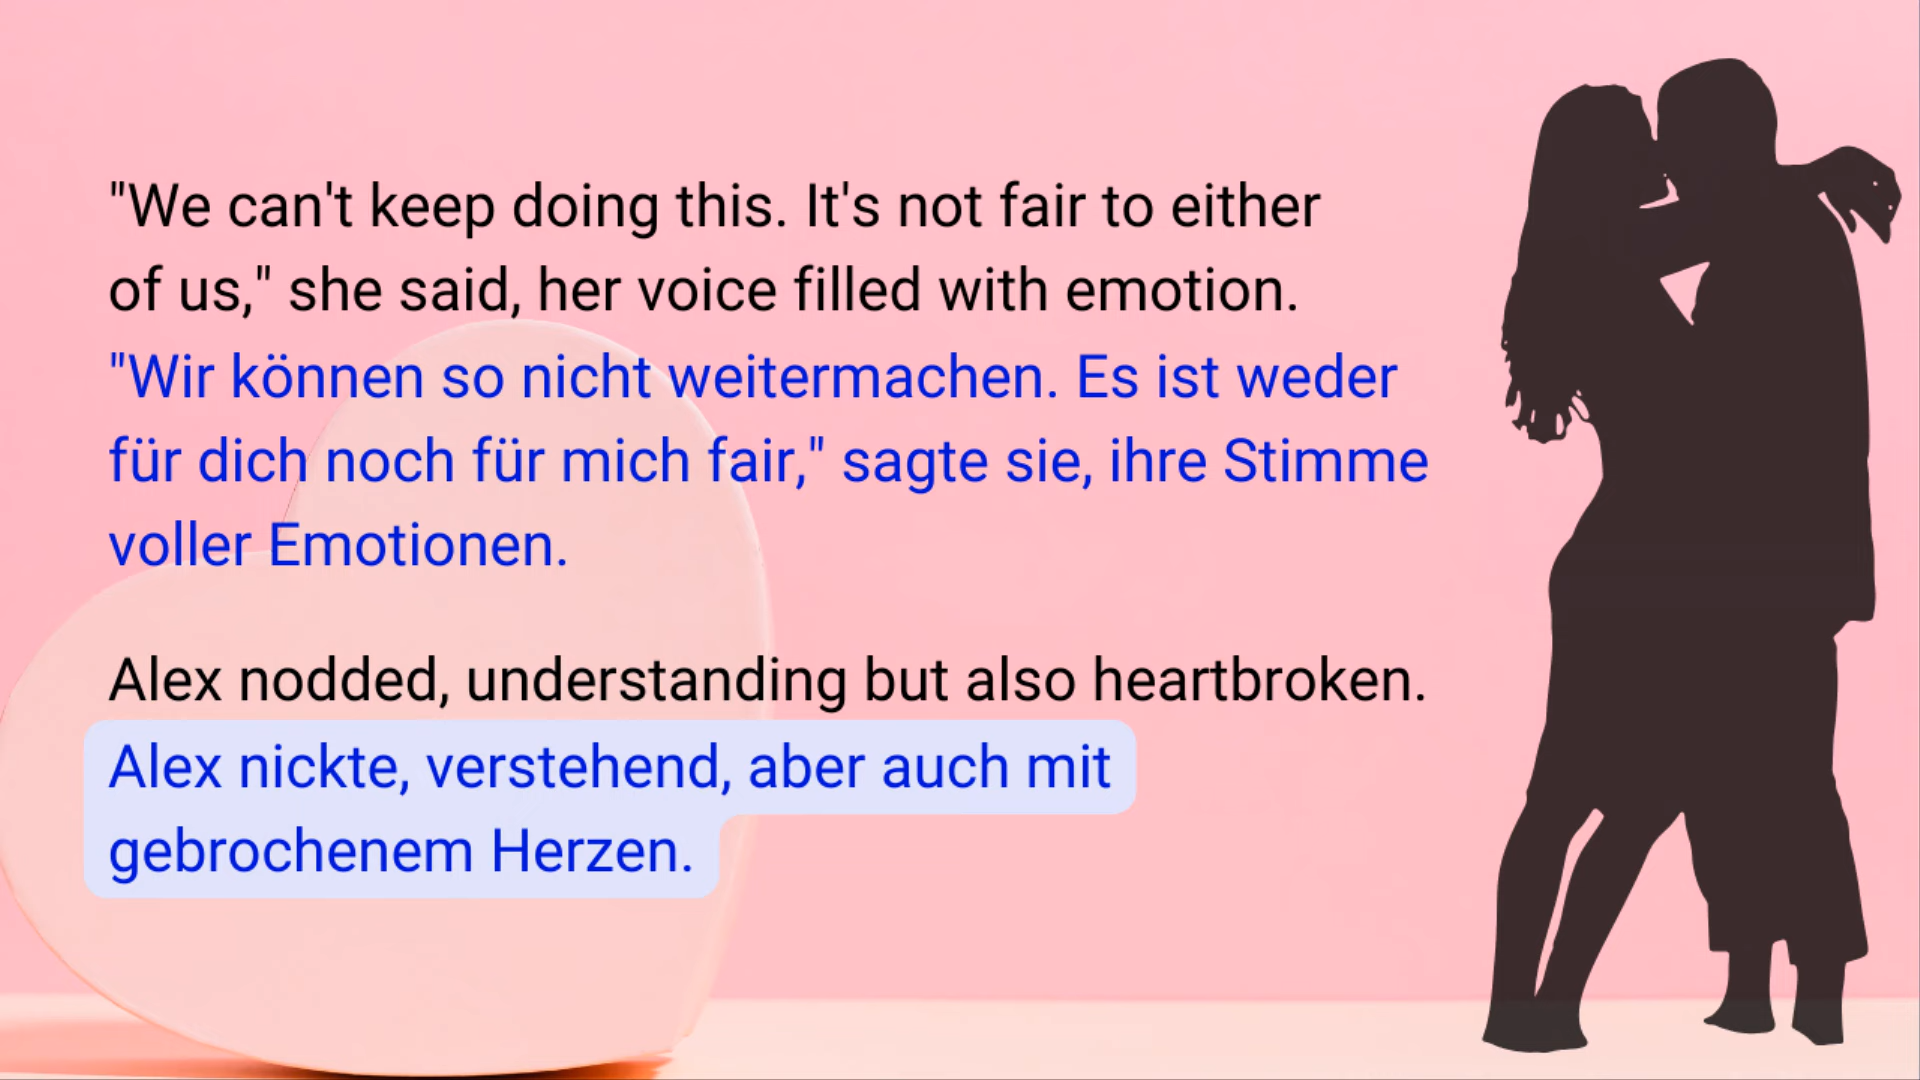 "We can't keep doing this. It's not fair to either
of us," she said, her voice filled with emotion.
"Wir können so nicht weitermachen. Es ist weder
für dich noch für mich fair," sagte sie, ihre Stimme
voller Emotionen.
Alex nodded, understanding but also heartbroken.
Alex nickte, verstehend, aber auch mit
gebrochenem Herzen.